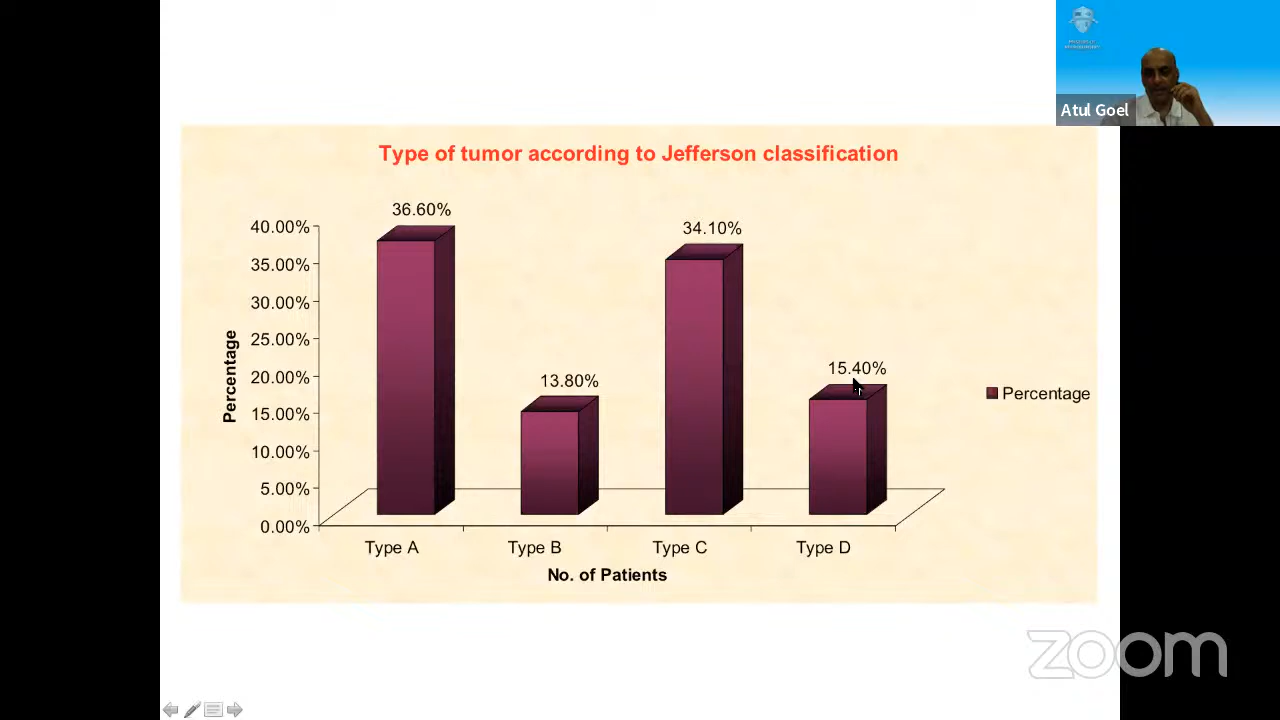 Atul Goel
Type of tumor according to Jefferson classification
36.60%
34.10%
13.80%
15.40%
40.00%
35.00%
30.00%
25.00%
20.00%
15.00%
10.00%
5.00%
0.00%
Percentage
Percentage
Type A
Type B
Type C
Type D
No. of Patients
zoom